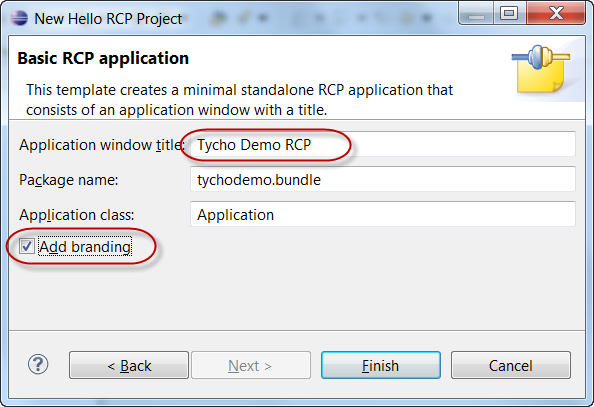 New Hello RCP Project
Basic RCP application
This template creates a minimal standalone RCP application that
consists of an application window with a title.
Application window title: Tycho Demo RCP
Package name: tychodemo.bundle
Application class: Application
Add branding
? < Back Next > Finish Cancel